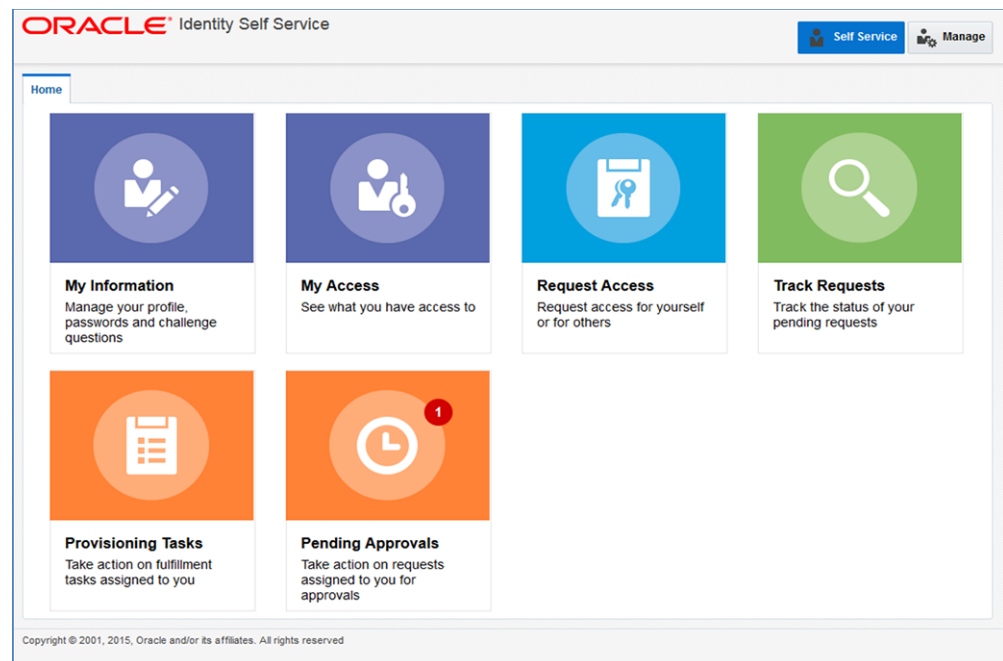 ORACLE® Identity Self Service
Self Service
Manage
Home
My Information
Manage your profile,
passwords and challenge
questions
My Access
See what you have access to
Request Access
Request access for yourself
or for others
Track Requests
Track the status of your
pending requests
Provisioning Tasks
Take action on fulfillment
tasks assigned to you
1
Pending Approvals
Take action on requests
assigned to you for
approvals
Copyright © 2001, 2015, Oracle and/or its affiliates. All rights reserved